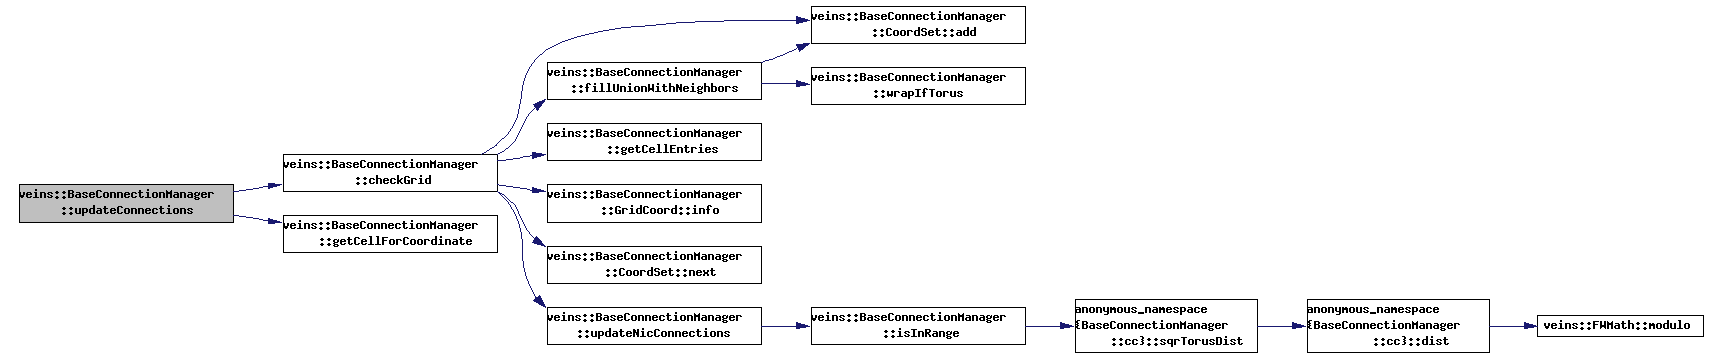 veins::BaseConnectionManager
::updateConnections
veins::BaseConnectionManager
::checkGrid
veins::BaseConnectionManager
::getCellForCoordinate
veins::BaseConnectionManager
::CoordSet::add
veins::BaseConnectionManager
::fillUnionWithNeighbors
veins::BaseConnectionManager
::wrapIfTorus
veins::BaseConnectionManager
::getCellEntries
veins::BaseConnectionManager
::GridCoord::info
veins::BaseConnectionManager
::CoordSet::next
veins::BaseConnectionManager
::updateNicConnections
veins::BaseConnectionManager
::isInRange
anonymous_namespace
{BaseConnectionManager
::cc}::sqrTorusDist
anonymous_namespace
{BaseConnectionManager
::cc}::dist
veins::FWMath::modulo